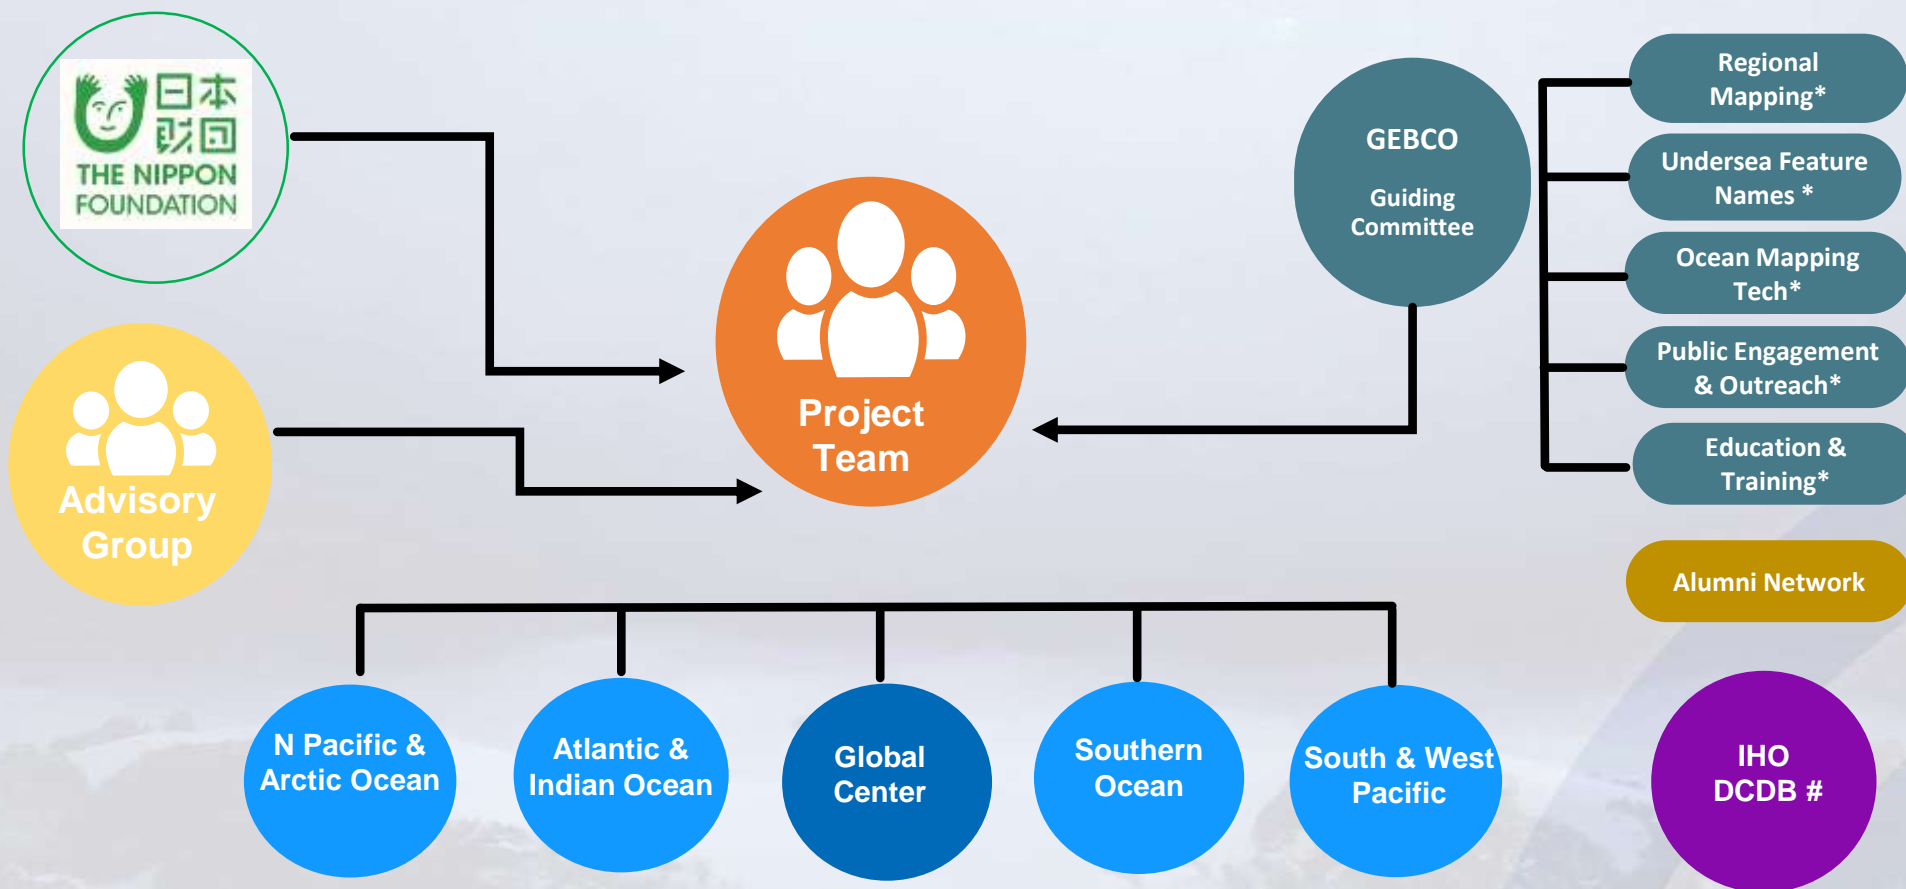 日本
財団
THE NIPPON
FOUNDATION
Advisory
Group
Project
Team
GEBCO
Guiding
Committee
Regional
Mapping*
Undersea Feature
Names *
Ocean Mapping
Tech*
Public Engagement
& Outreach*
Education &
Training*
Alumni Network
N Pacific &
Arctic Ocean
Atlantic &
Indian Ocean
Global
Center
Southern
Ocean
South & West
Pacific
IHO
DCDB #